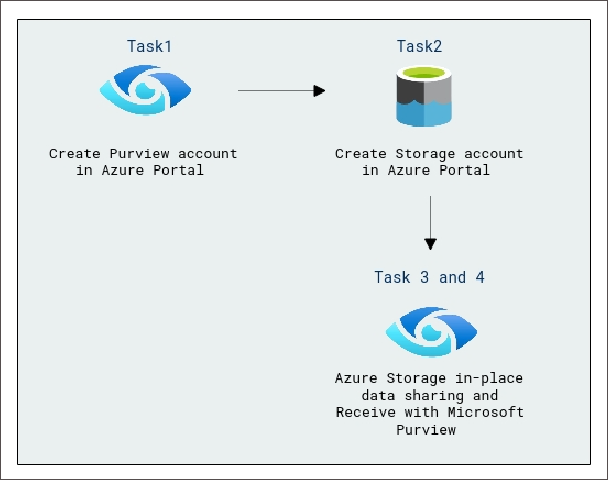 Task1
Create Purview account
in Azure Portal
Task2
Create Storage account
in Azure Portal
Task 3 and 4
Azure Storage in-place
data sharing and
Receive with Microsoft
Purview